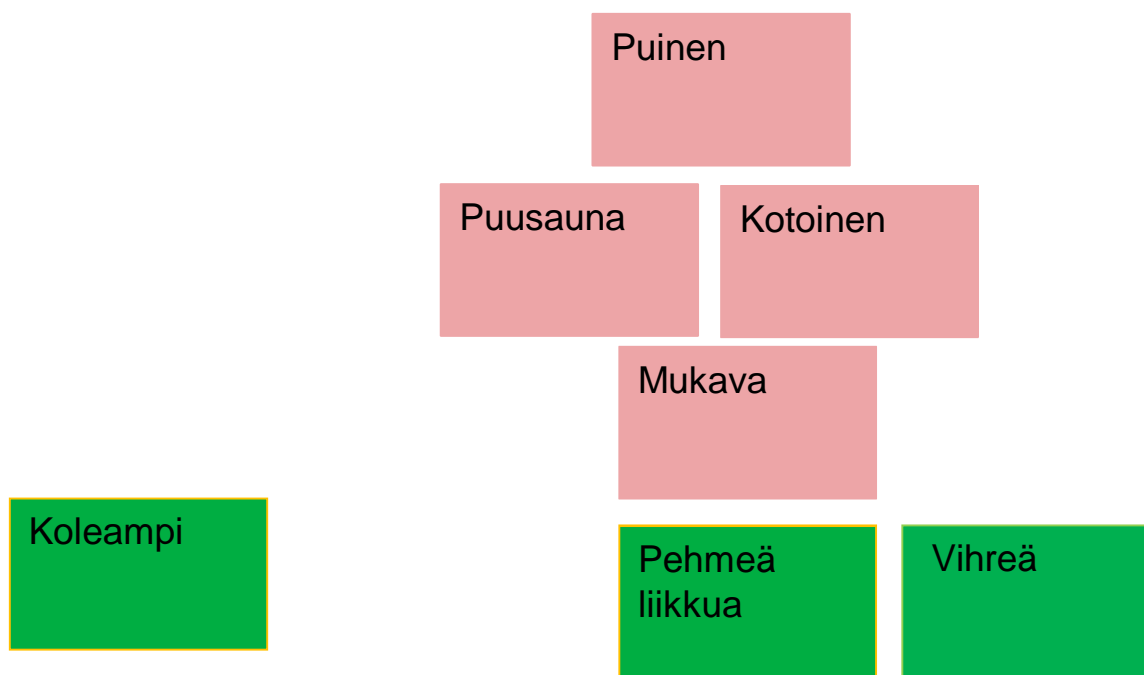 Puinen
Puusauna
Kotoinen
Mukava
Koleampi
Pehmeä
liikkua
Vihreä